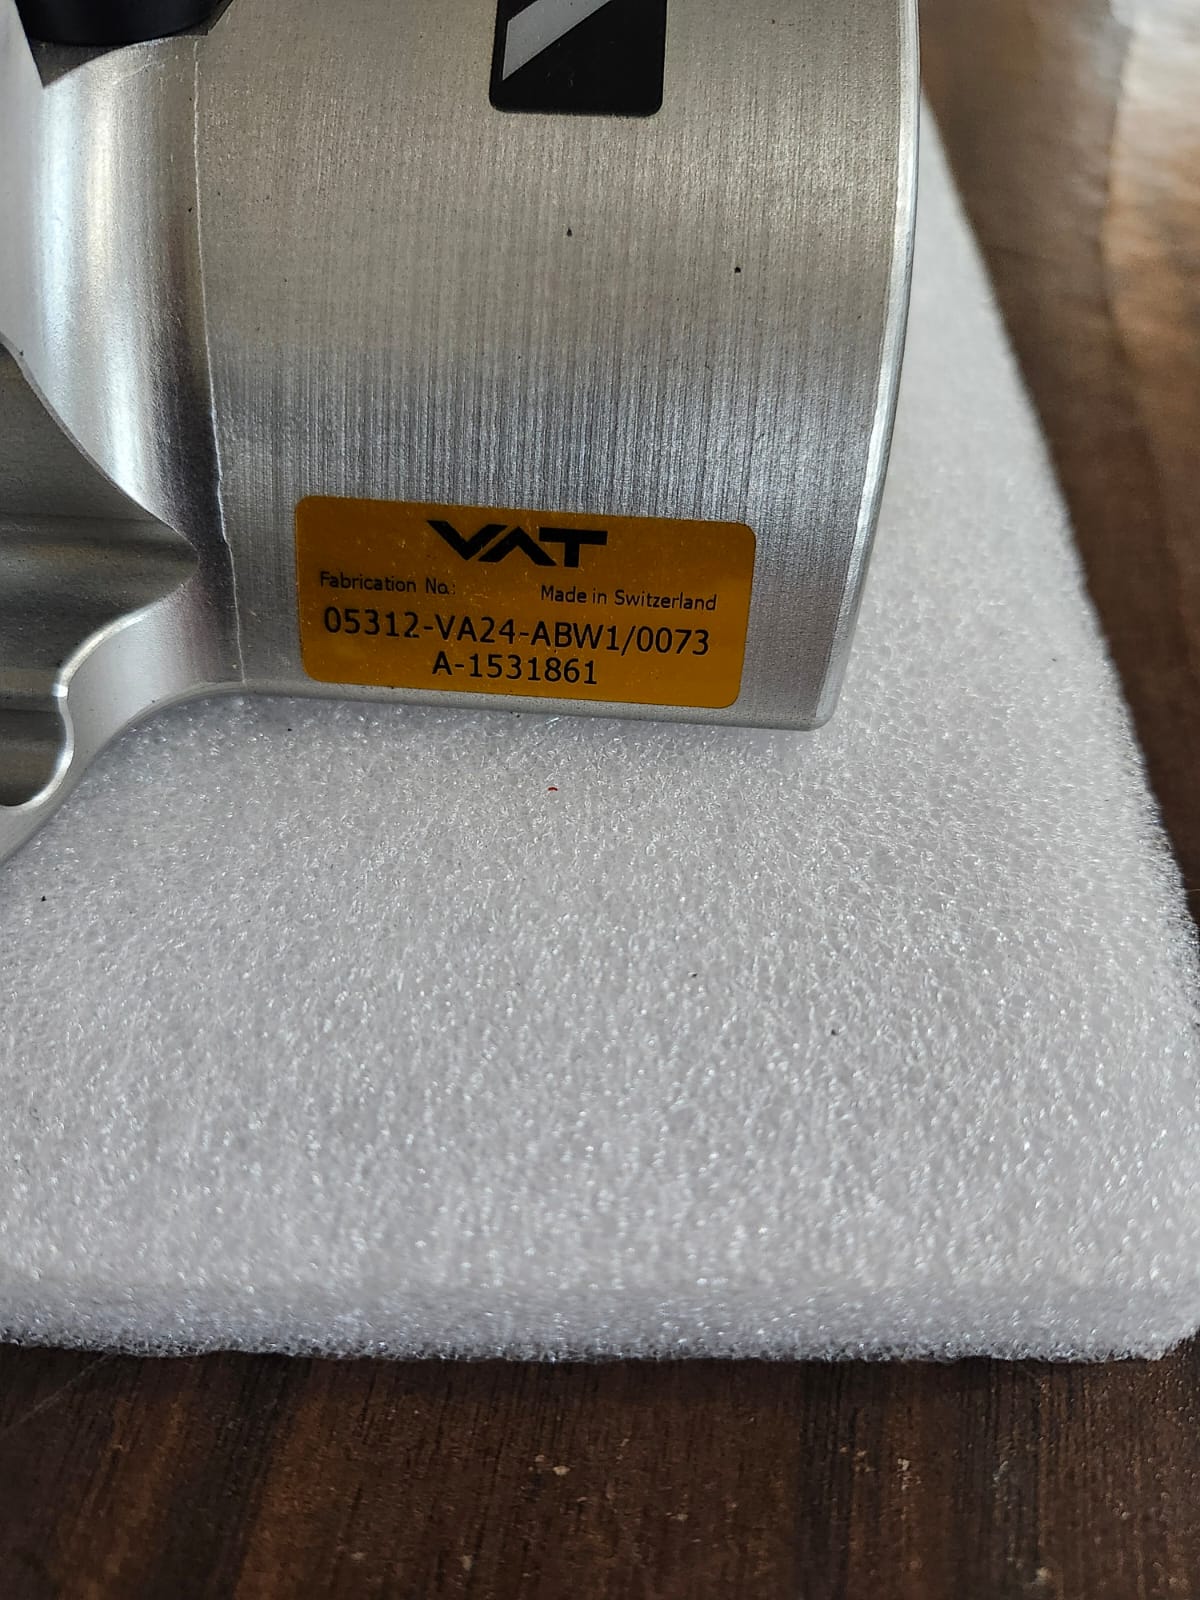 VAT
Fabrication No.:
Made in Switzerland
05312-VA24-ABW1/0073
A-1531861